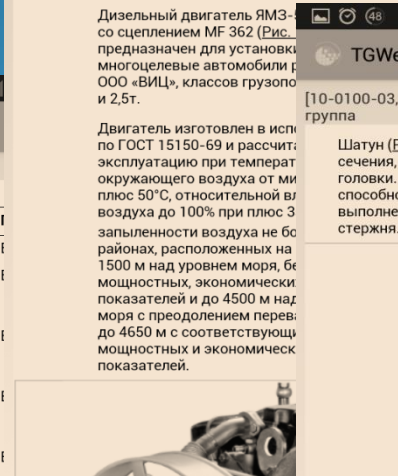 Дизельный двигатель ЯМЗ-
со сцеплением MF 362 (Рис.
предназначен для установки
многоцелевые автомобили
ООО «ВИЦ», классов грузопо
и 2,5т.
Двигатель изготовлен в исп
по ГОСТ 15150-69 и рассчита
эксплуатацию при температ
окружающего воздуха от ми
плюс 50°С, относительной вл
воздуха до 100% при плюс 3
запыленности воздуха не бо
районах, расположенных на
1500 м над уровнем моря, бе
мощностных, экономически
показателей и до 4500 м над
моря с преодолением перева
до 4650 м с соответствующи
мощностных и экономическ
показателей.
48
TGWe
[10-0100-03,
группа
Шатун (
сечения,
головки.
способно
выполне
стержня.